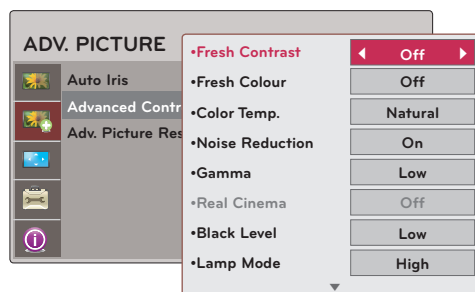 ADV. PICTURE
Auto Iris
Advanced Contr
Adv. Picture Res
•Fresh Contrast Off
•Fresh Colour Off
•Color Temp. Natural
•Noise Reduction On
•Gamma Low
•Real Cinema Off
•Black Level Low
•Lamp Mode High